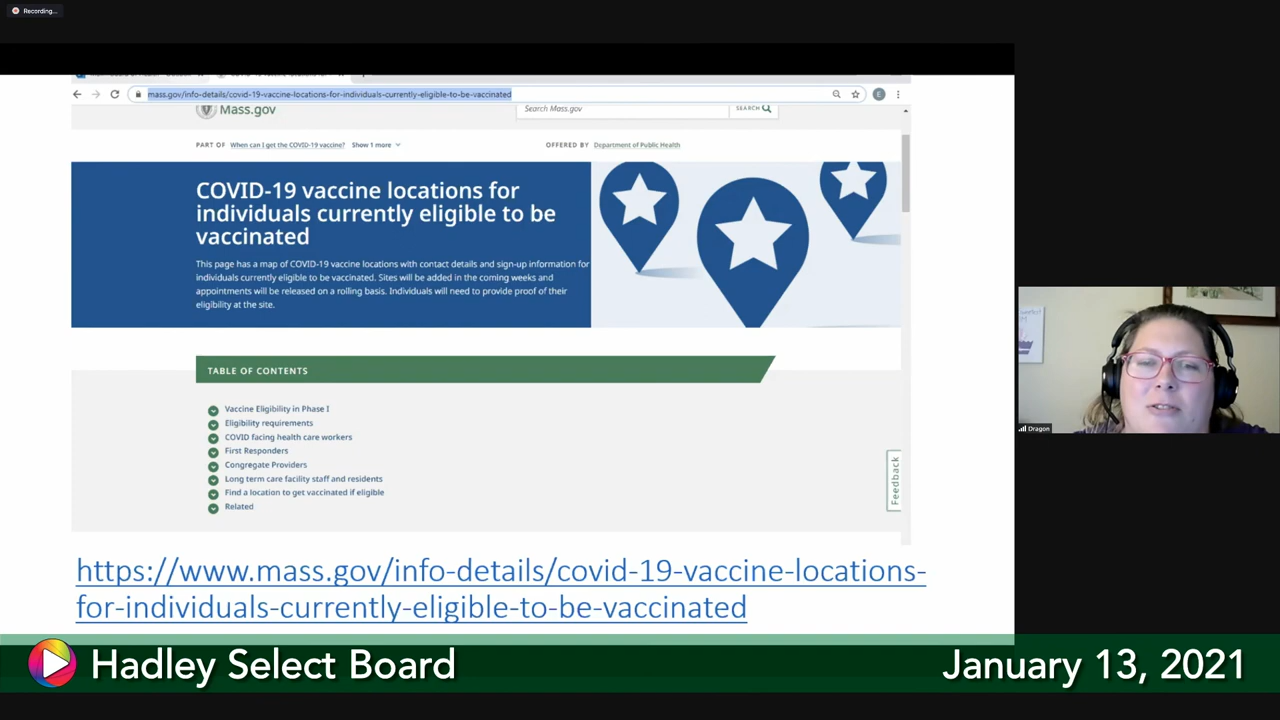 Recording...
mass.gov/info-details/covid-19-vaccine-locations-for-individuals-currently-eligible-to-be-vaccinated
E
Mass.gov
Search Mass.gov
SEARCH
PART OF When can I get the COVID-19 vaccine? Show 1 more
OFFERED BY Department of Public Health
COVID-19 vaccine locations for
individuals currently eligible to be
vaccinated
This page has a map of COVID-19 vaccine locations with contact details and sign-up information for
individuals currently eligible to be vaccinated. Sites will be added in the coming weeks and
appointments will be released on a rolling basis. Individuals will need to provide proof of their
eligibility at the site.
TABLE OF CONTENTS
Vaccine Eligibility in Phase I
Eligibility requirements
COVID facing health care workers
First Responders
Congregate Providers
Long term care facility staff and residents
Find a location to get vaccinated if eligible
Related
Feedback
Dragon
https://www.mass.gov/info-details/covid-19-vaccine-locations-
for-individuals-currently-eligible-to-be-vaccinated
Hadley Select Board
January 13, 2021